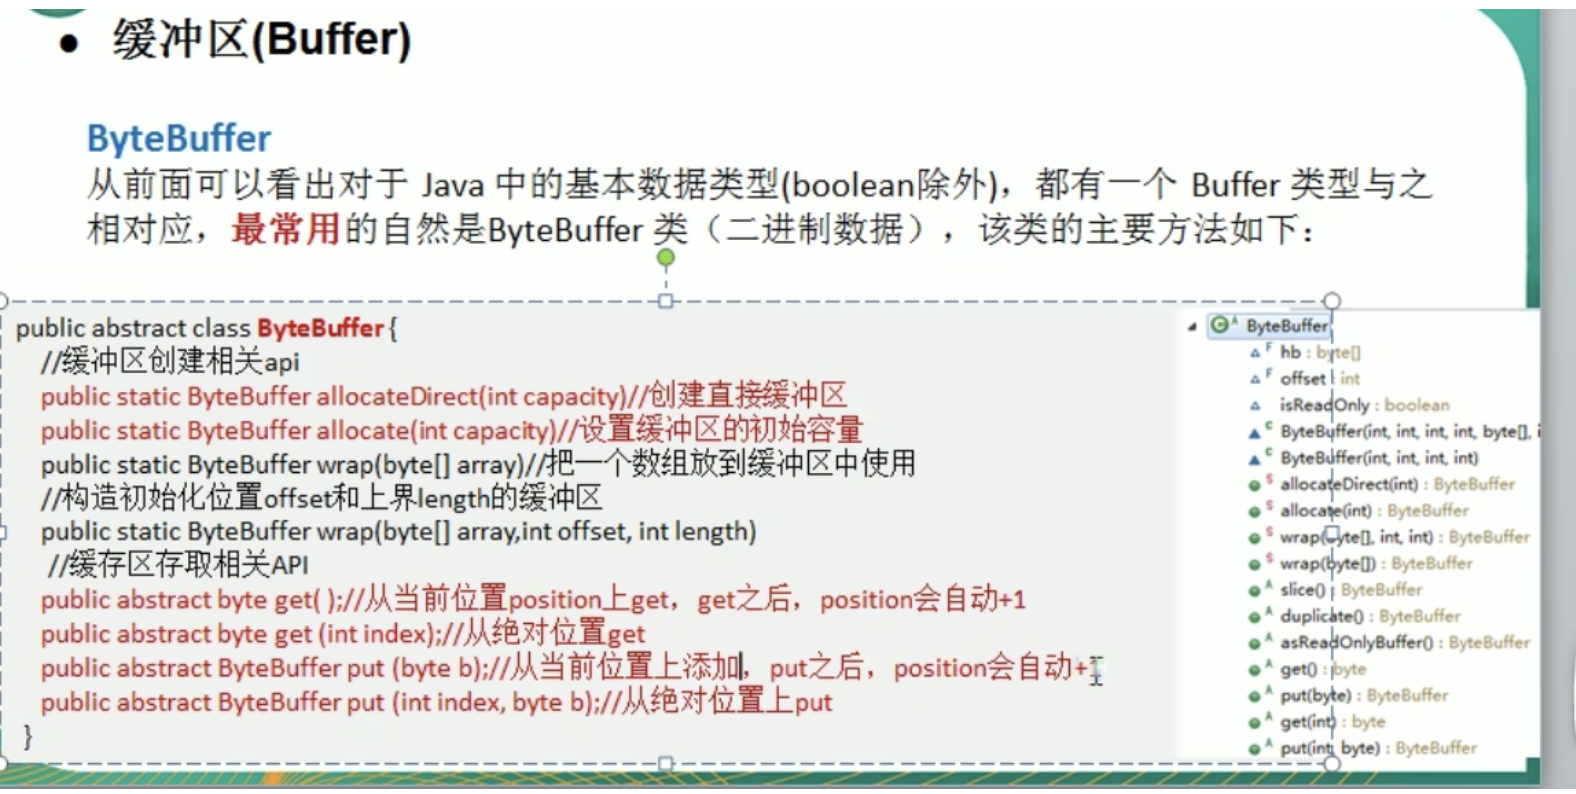 ● 缓冲区(Buffer)
ByteBuffer
从前面可以看出对于 Java 中的基本数据类型(boolean除外)，都有一个 Buffer 类型与之
相对应，最常用的自然是ByteBuffer 类（二进制数据），该类的主要方法如下：
public abstract class ByteBuffer {
//缓冲区创建相关api
public static ByteBuffer allocateDirect(int capacity)//创建直接缓冲区
public static ByteBuffer allocate(int capacity)//设置缓冲区的初始容量
public static ByteBuffer wrap(byte[] array)//把一个数组放到缓冲区中使用
//构造初始化位置offset和上界length的缓冲区
public static ByteBuffer wrap(byte[] array,int offset, int length)
//缓存区存取相关API
public abstract byte get( );//从当前位置position上get，get之后，position会自动+1
public abstract byte get (int index);//从绝对位置get
public abstract ByteBuffer put (byte b);//从当前位置上添加，put之后，position会自动+1
public abstract ByteBuffer put (int index, byte b);//从绝对位置上put
}
ByteBuffer
F hb : byte[]
F offset : int
isReadOnly : boolean
C ByteBuffer(int, int, int, int, byte[], i
C ByteBuffer(int, int, int, int)
S allocateDirect(int) : ByteBuffer
S allocate(int) : ByteBuffer
S wrap(byte[], int, int) : ByteBuffer
S wrap(byte[]) : ByteBuffer
A slice() : ByteBuffer
A duplicate() : ByteBuffer
A asReadOnlyBuffer() : ByteBuffer
A get() : byte
A put(byte) : ByteBuffer
A get(int) : byte
A put(int, byte) : ByteBuffer